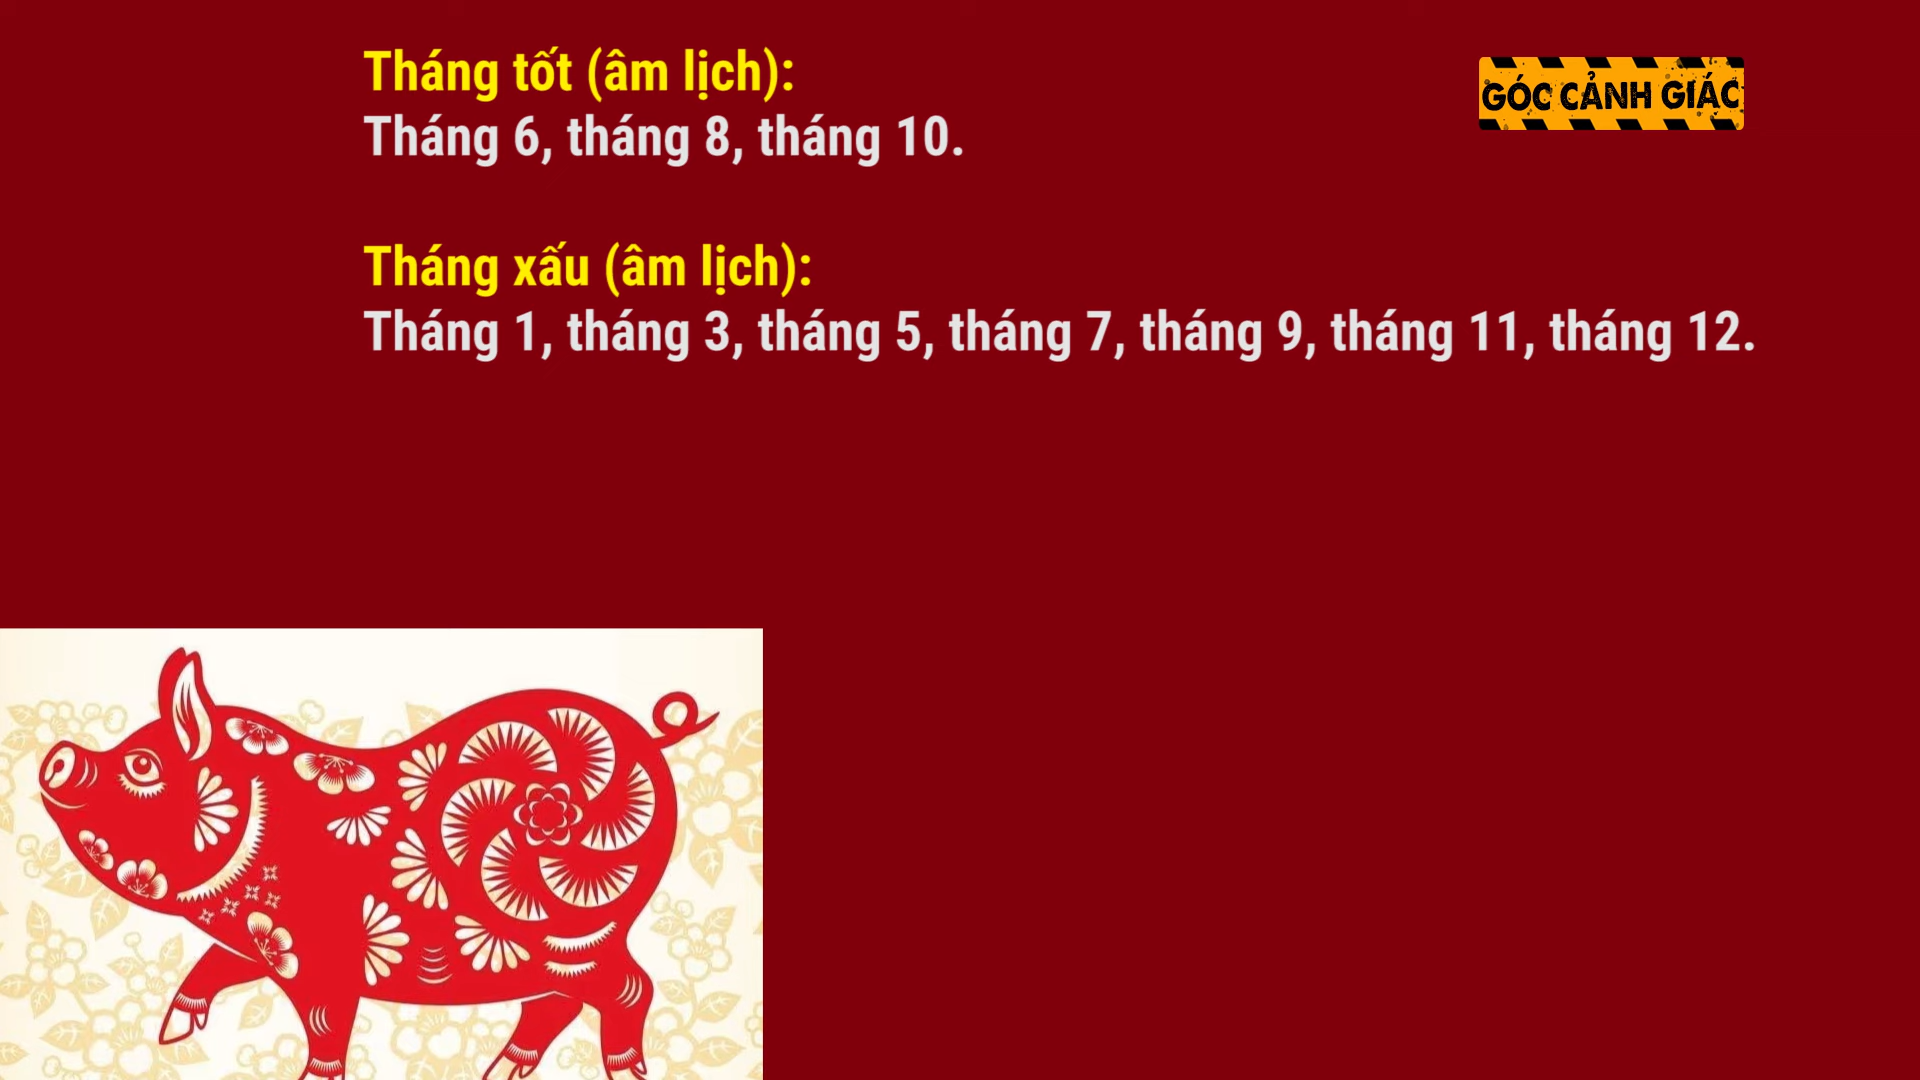 Tháng tốt (âm lịch):
GÓC CẢNH GIÁC
Tháng 6, tháng 8, tháng 10.
Tháng xấu (âm lịch):
Tháng 1, tháng 3, tháng 5, tháng 7, tháng 9, tháng 11, tháng 12.